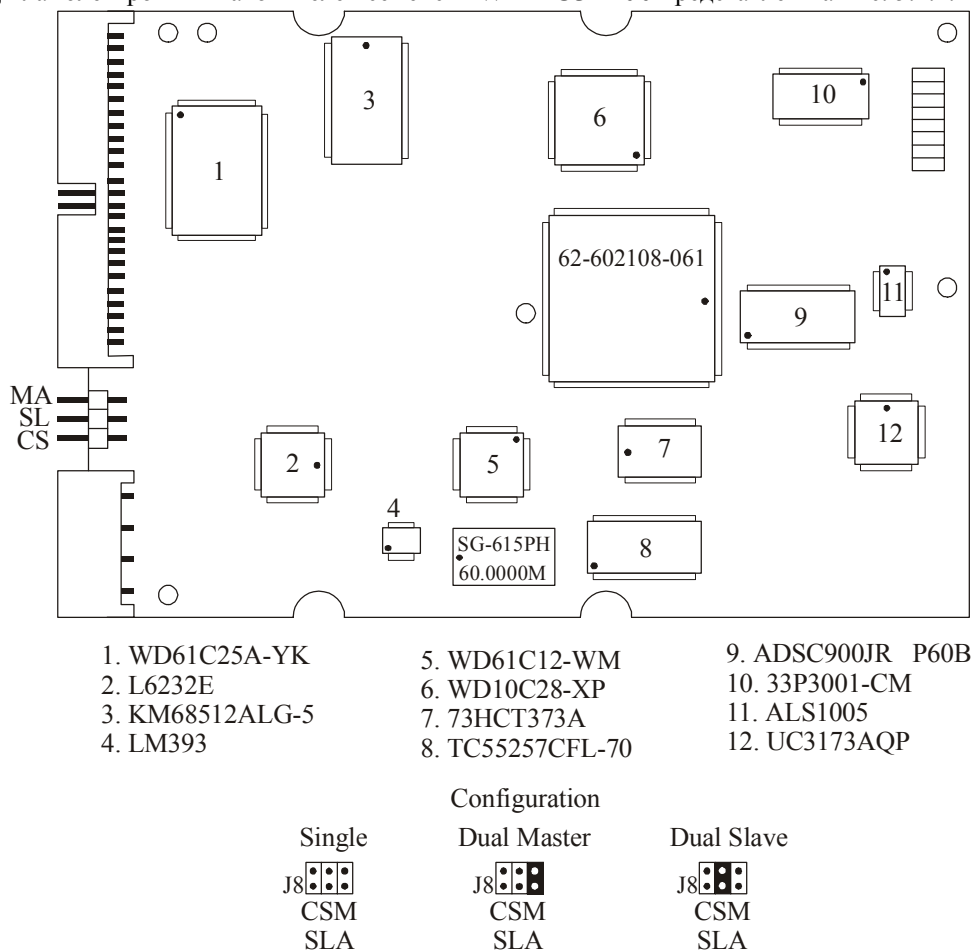 1
3
6
10
62-602108-061
11
9
MA
SL
CS
2
5
7
12
4
SG-615PH
60.0000M
8
1. WD61C25A-YK
2. L6232E
3. KM68512ALG-5
4. LM393
5. WD61C12-WM
6. WD10C28-XP
7. 73HCT373A
8. TC55257CFL-70
9. ADSC900JR P60B
10. 33P3001-CM
11. ALS1005
12. UC3173AQP
Configuration
Single
Dual Master
Dual Slave
J8
J8
J8
CSM
SLA
CSM
SLA
CSM
SLA